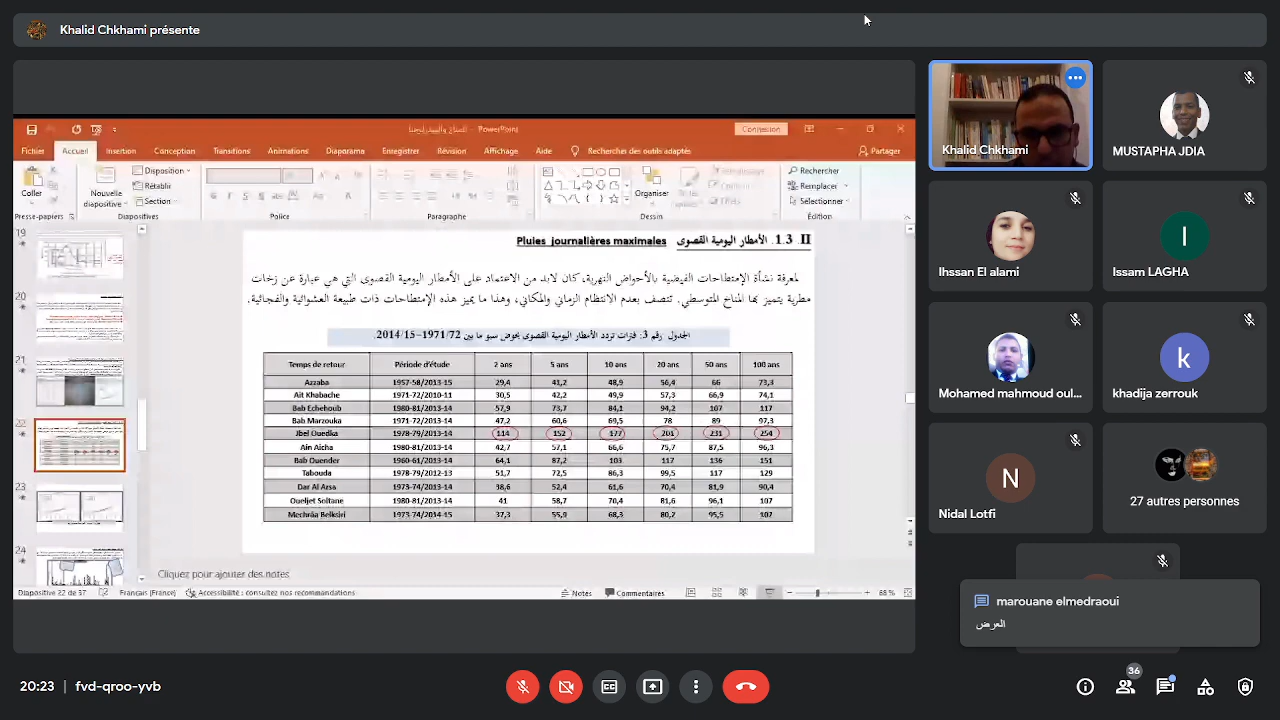 Khalid Chkhami présente
PowerPoint - المناخ والهيدرولوجيا
Connexion
Fichier Accueil Insertion Conception Transitions Animations Diaporama Enregistrer Révision Affichage Aide Recherchez des outils adaptés Partager
Coller
Nouvelle diapositive
Disposition
Rétablir
Section
Organiser
Rechercher
Remplacer
Sélectionner
Presse-papiers Diapositives Police Paragraphe Dessin Édition
19
20
21
22
23
24
II .1.3. الأمطار اليومية القصوى Pluies journalières maximales
لمعرفة نشأة الإمتطاحات الفيضية بالأحواض النهرية، كان لابد من الاعتماد على الأمطار اليومية القصوى التي هي عبارة عن زخات
مطرية يتميز بها المناخ المتوسطي. تتصف بعدم الانتظام الزماني والمكاني، وهذا ما يميز هذه الإمتطاحات ذات طبيعة العشوائية والفجائية.
الجدول رقم 3: فترات تردد الأمطار اليومية القصوى بحوض سبو ما بين 1971/72-2014/15.
Temps de retour Période d'étude 2 ans 5 ans 10 ans 20 ans 50 ans 100 ans
Azzaba 1957-58/2013-15 29,4 41,2 48,9 56,4 66 73,3
Ait Khabache 1971-72/2010-11 30,5 42,2 49,9 57,3 66,9 74,1
Bab Echehoub 1980-81/2013-14 57,9 73,7 84,1 94,2 107 117
Bab Marzouka 1971-72/2013-14 47,2 60,6 69,5 78 89 97,3
Jbel Ouedka 1978-79/2013-14 114 152 177 201 231 254
Ain Aicha 1980-81/2013-14 42,7 57,1 66,6 75,7 87,5 96,3
Bab Ouender 1960-61/2013-14 64,1 87,2 103 117 136 151
Tabouda 1978-79/2012-13 51,7 72,5 86,3 99,5 117 129
Dar Al Arsa 1973-74/2013-14 38,6 52,4 61,6 70,4 81,9 90,4
Oueljet Soltane 1980-81/2013-14 41 58,7 70,4 81,6 96,1 107
Mechrâa Belksiri 1973-74/2014-15 37,3 55,9 68,3 80,2 95,5 107
Cliquez pour ajouter des notes
Diapositive 22 de 37 Français (France) Accessibilité : consultez nos recommandations Notes Commentaires 68 %
Khalid Chkhami
MUSTAPHA JDIA
Ihssan El alami
I
Issam LAGHA
Mohamed mahmoud oul...
k
khadija zerrouk
N
Nidal Lotfi
27 autres personnes
marouane elmedraoui
العرض
20:23 | fvd-qroo-yvb
36